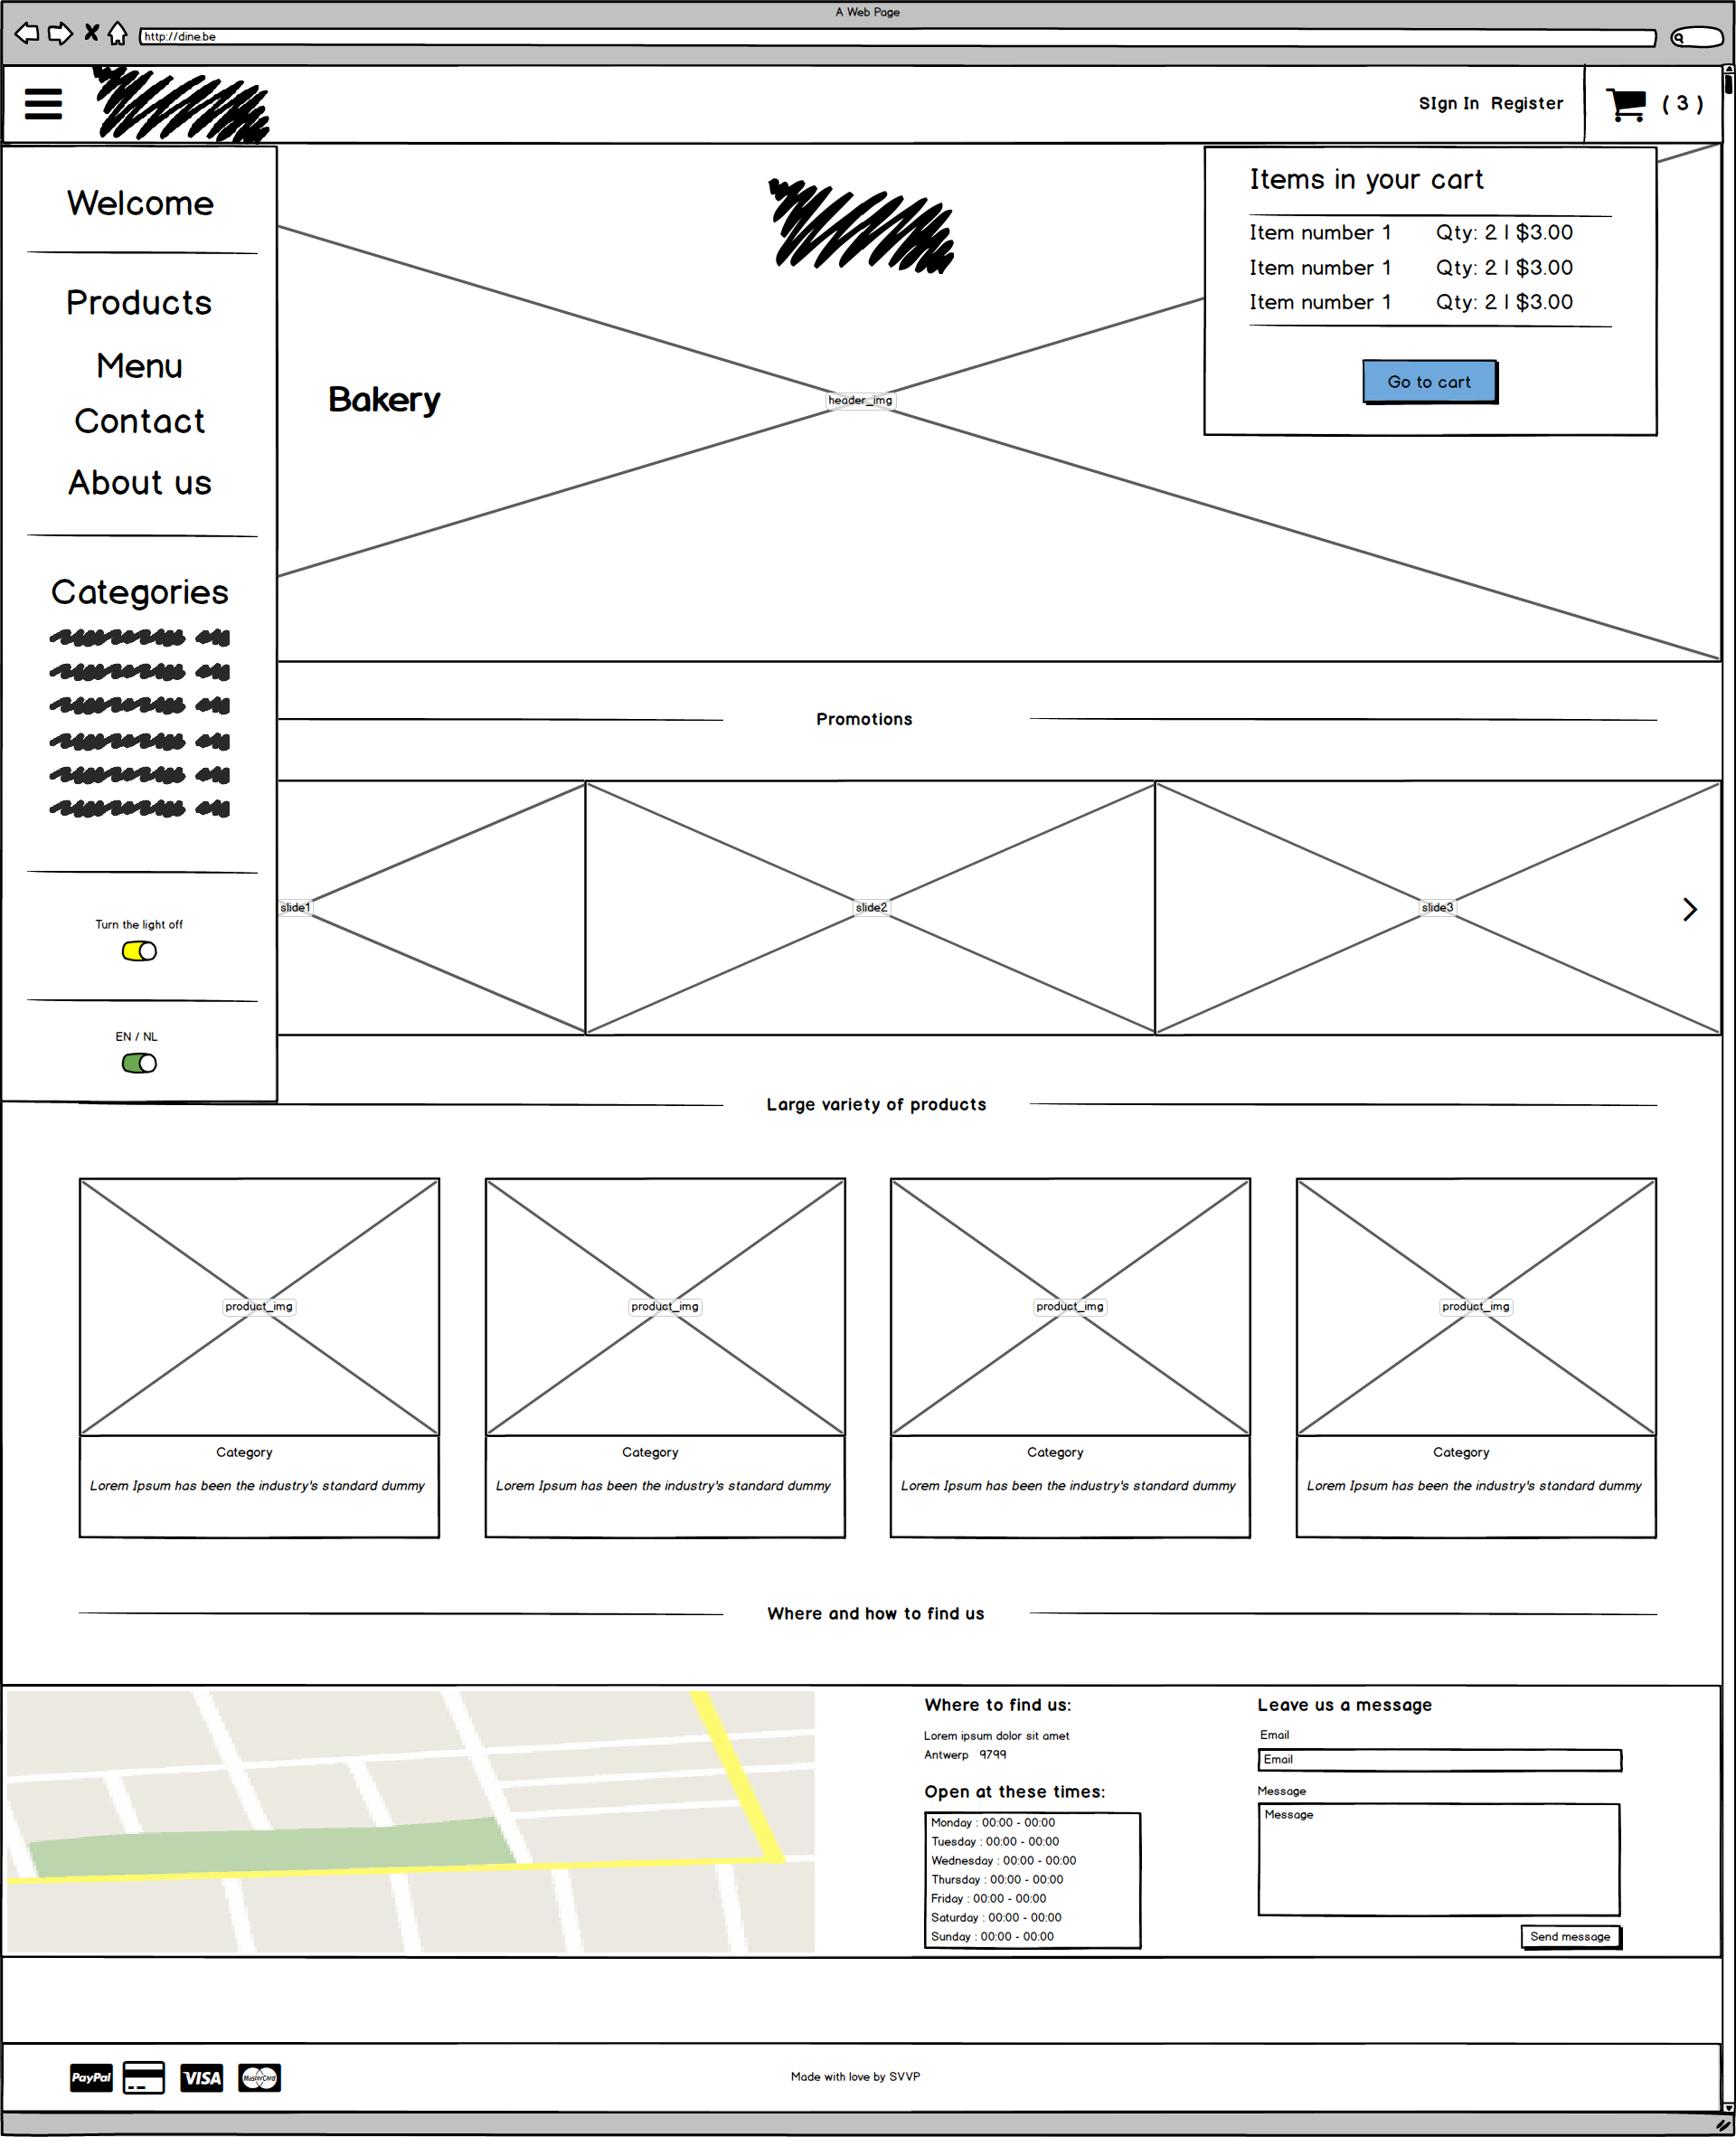 A Web Page
http://dine.be
SIgn In Register
( 3 )
Welcome
Products
Menu
Contact
About us
Categories
Turn the light off
EN / NL
Bakery
header_img
Items in your cart
Item number 1 Qty: 2 | $3.00
Item number 1 Qty: 2 | $3.00
Item number 1 Qty: 2 | $3.00
Go to cart
Promotions
slide1
slide2
slide3
Large variety of products
product_img
product_img
product_img
product_img
Category
Category
Category
Category
Lorem Ipsum has been the industry's standard dummy
Lorem Ipsum has been the industry's standard dummy
Lorem Ipsum has been the industry's standard dummy
Lorem Ipsum has been the industry's standard dummy
Where and how to find us
Where to find us:
Lorem ipsum dolor sit amet
Antwerp 9799
Open at these times:
Monday : 00:00 - 00:00
Tuesday : 00:00 - 00:00
Wednesday : 00:00 - 00:00
Thursday : 00:00 - 00:00
Friday : 00:00 - 00:00
Saturday : 00:00 - 00:00
Sunday : 00:00 - 00:00
Leave us a message
Email
Email
Message
Message
Send message
PayPal
VISA
MasterCard
Made with love by SVVP